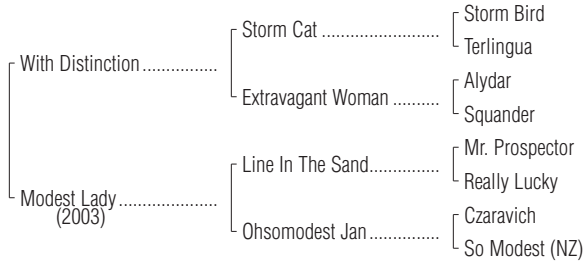 Storm Bird
Storm Cat ........................
Terlingua
With Distinction ...............
Alydar
Extravagant Woman .........
Squander
Mr. Prospector
Line In The Sand..............
Really Lucky
Modest Lady ....................
(2003)
Czaravich
Ohsomodest Jan ..............
So Modest (NZ)